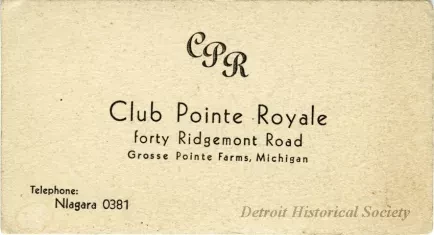 CPR
Club Pointe Royale
forty Ridgemont Road
Grosse Pointe Farms, Michigan
Telephone:
NIagara 0381
Detroit Historical Society